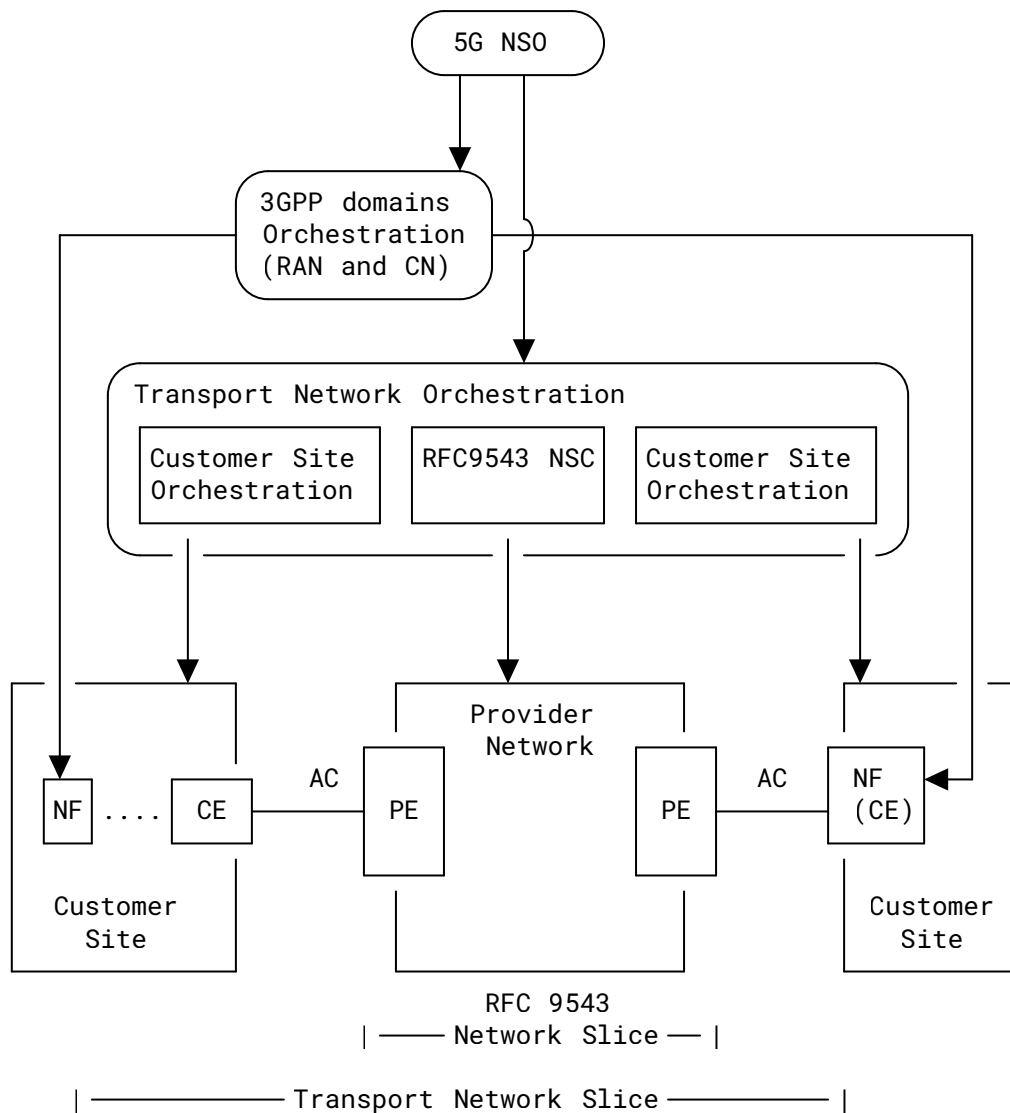 5G NSO
3GPP domains
Orchestration
(RAN and CN)
Transport Network Orchestration
Customer Site
Orchestration
RFC9543 NSC
Customer Site
Orchestration
Provider
Network
AC
AC
NF
....
CE
PE
PE
NF
(CE)
Customer
Site
Customer
Site
RFC 9543
Network Slice
Transport Network Slice